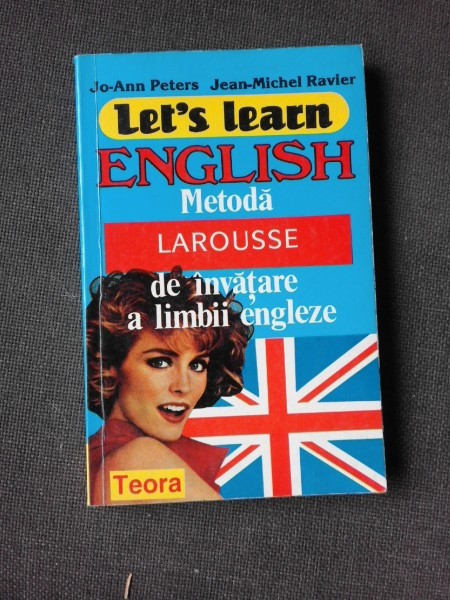 Jo-Ann Peters Jean-Michel Ravier
Let's learn
ENGLISH
Metodă
LAROUSSE
de învățare
a limbii engleze
Teora